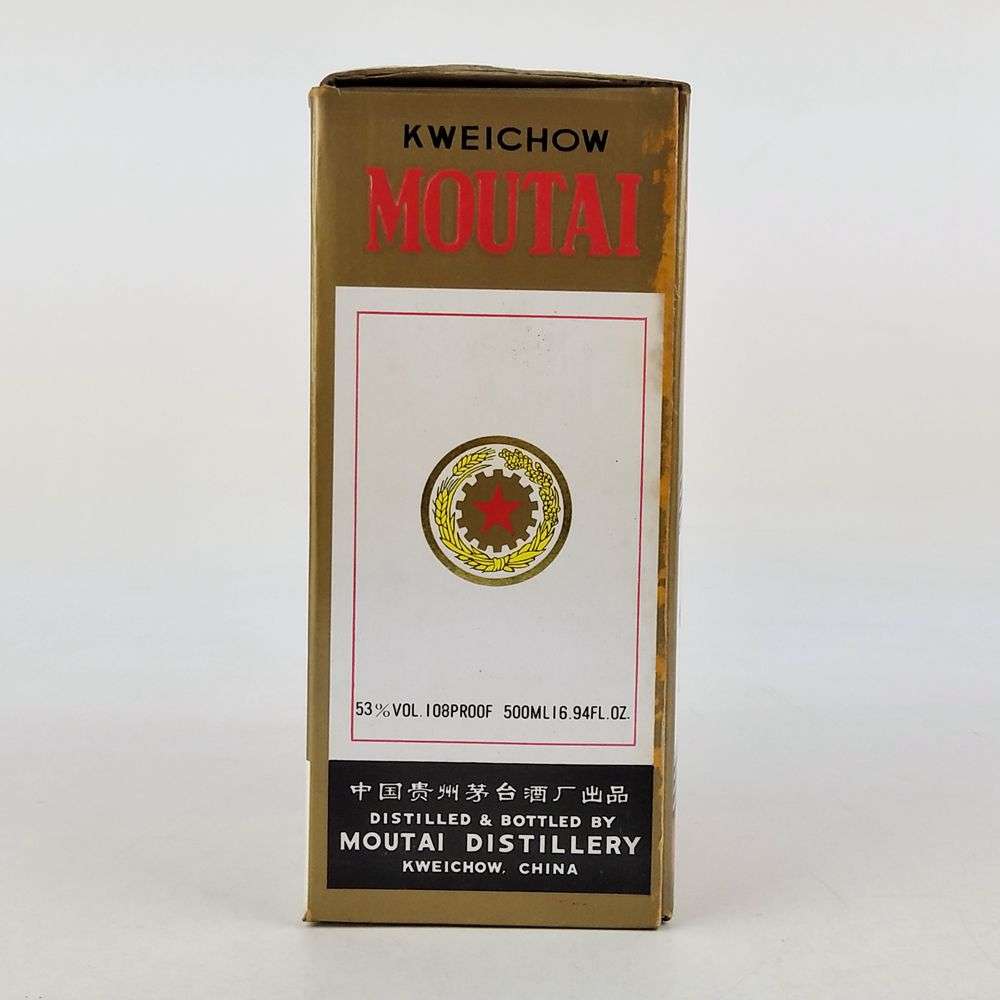 KWEICHOW
MOUTAI
53%VOL.108PROOF 500ML16.94FL.OZ.
中国贵州茅台酒厂出品
DISTILLED & BOTTLED BY
MOUTAI DISTILLERY
KWEICHOW. CHINA